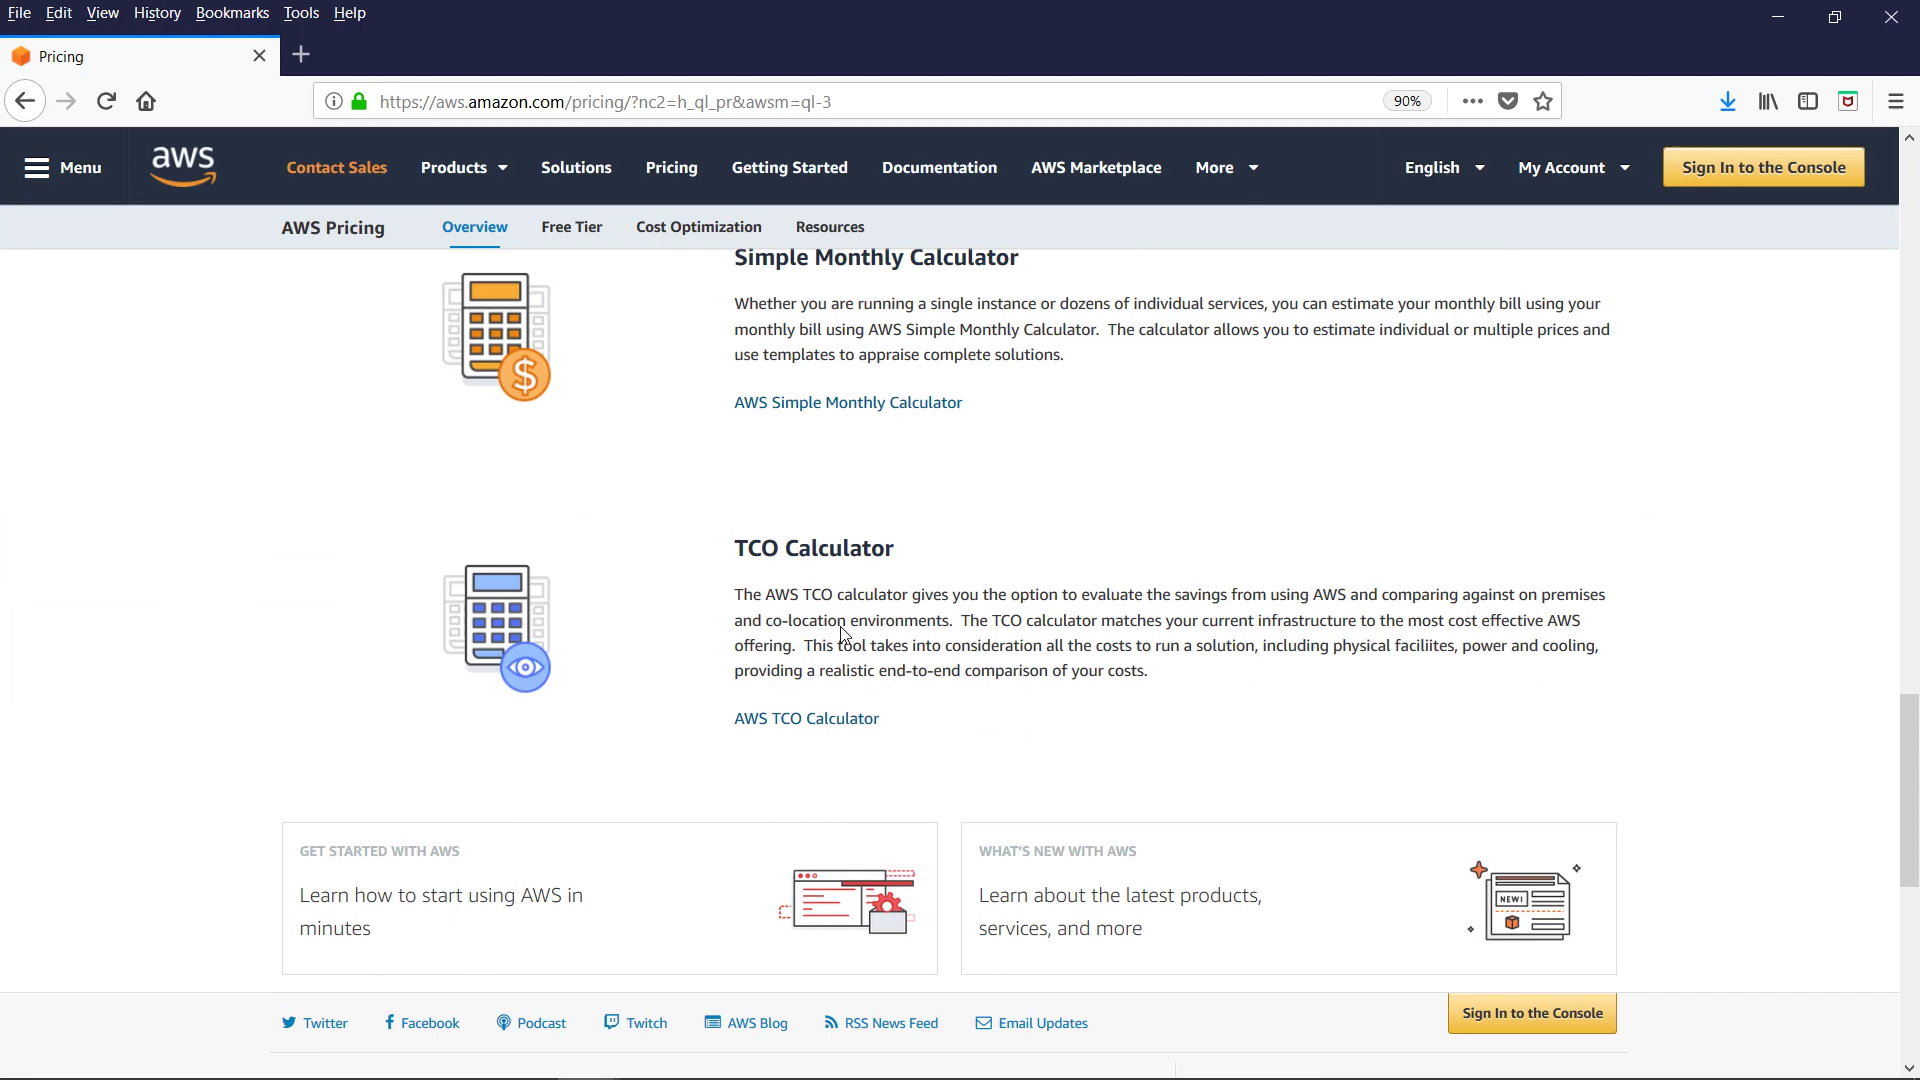 File Edit View History Bookmarks Tools Help
Pricing
https://aws.amazon.com/pricing/?nc2=h_ql_pr&awsm=ql-3
90%
Menu
aws
Contact Sales
Products
Solutions
Pricing
Getting Started
Documentation
AWS Marketplace
More
English
My Account
Sign In to the Console
AWS Pricing
Overview
Free Tier
Cost Optimization
Resources
Simple Monthly Calculator
Whether you are running a single instance or dozens of individual services, you can estimate your monthly bill using your
monthly bill using AWS Simple Monthly Calculator. The calculator allows you to estimate individual or multiple prices and
use templates to appraise complete solutions.
AWS Simple Monthly Calculator
$
TCO Calculator
The AWS TCO calculator gives you the option to evaluate the savings from using AWS and comparing against on premises
and co-location environments. The TCO calculator matches your current infrastructure to the most cost effective AWS
offering. This tool takes into consideration all the costs to run a solution, including physical faciliites, power and cooling,
providing a realistic end-to-end comparison of your costs.
AWS TCO Calculator
GET STARTED WITH AWS
Learn how to start using AWS in
minutes
WHAT'S NEW WITH AWS
Learn about the latest products,
services, and more
NEW!
Twitter
Facebook
Podcast
Twitch
AWS Blog
RSS News Feed
Email Updates
Sign In to the Console